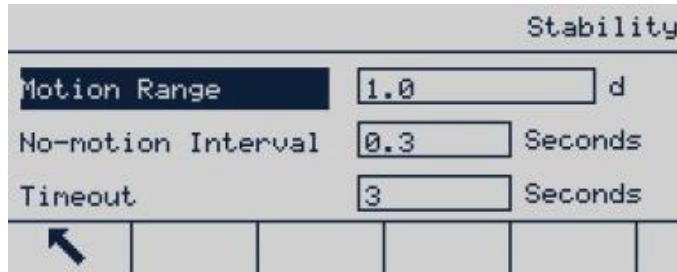 Stability
Motion Range 1.0 d
No-motion Interval 0.3 Seconds
Timeout 3 Seconds